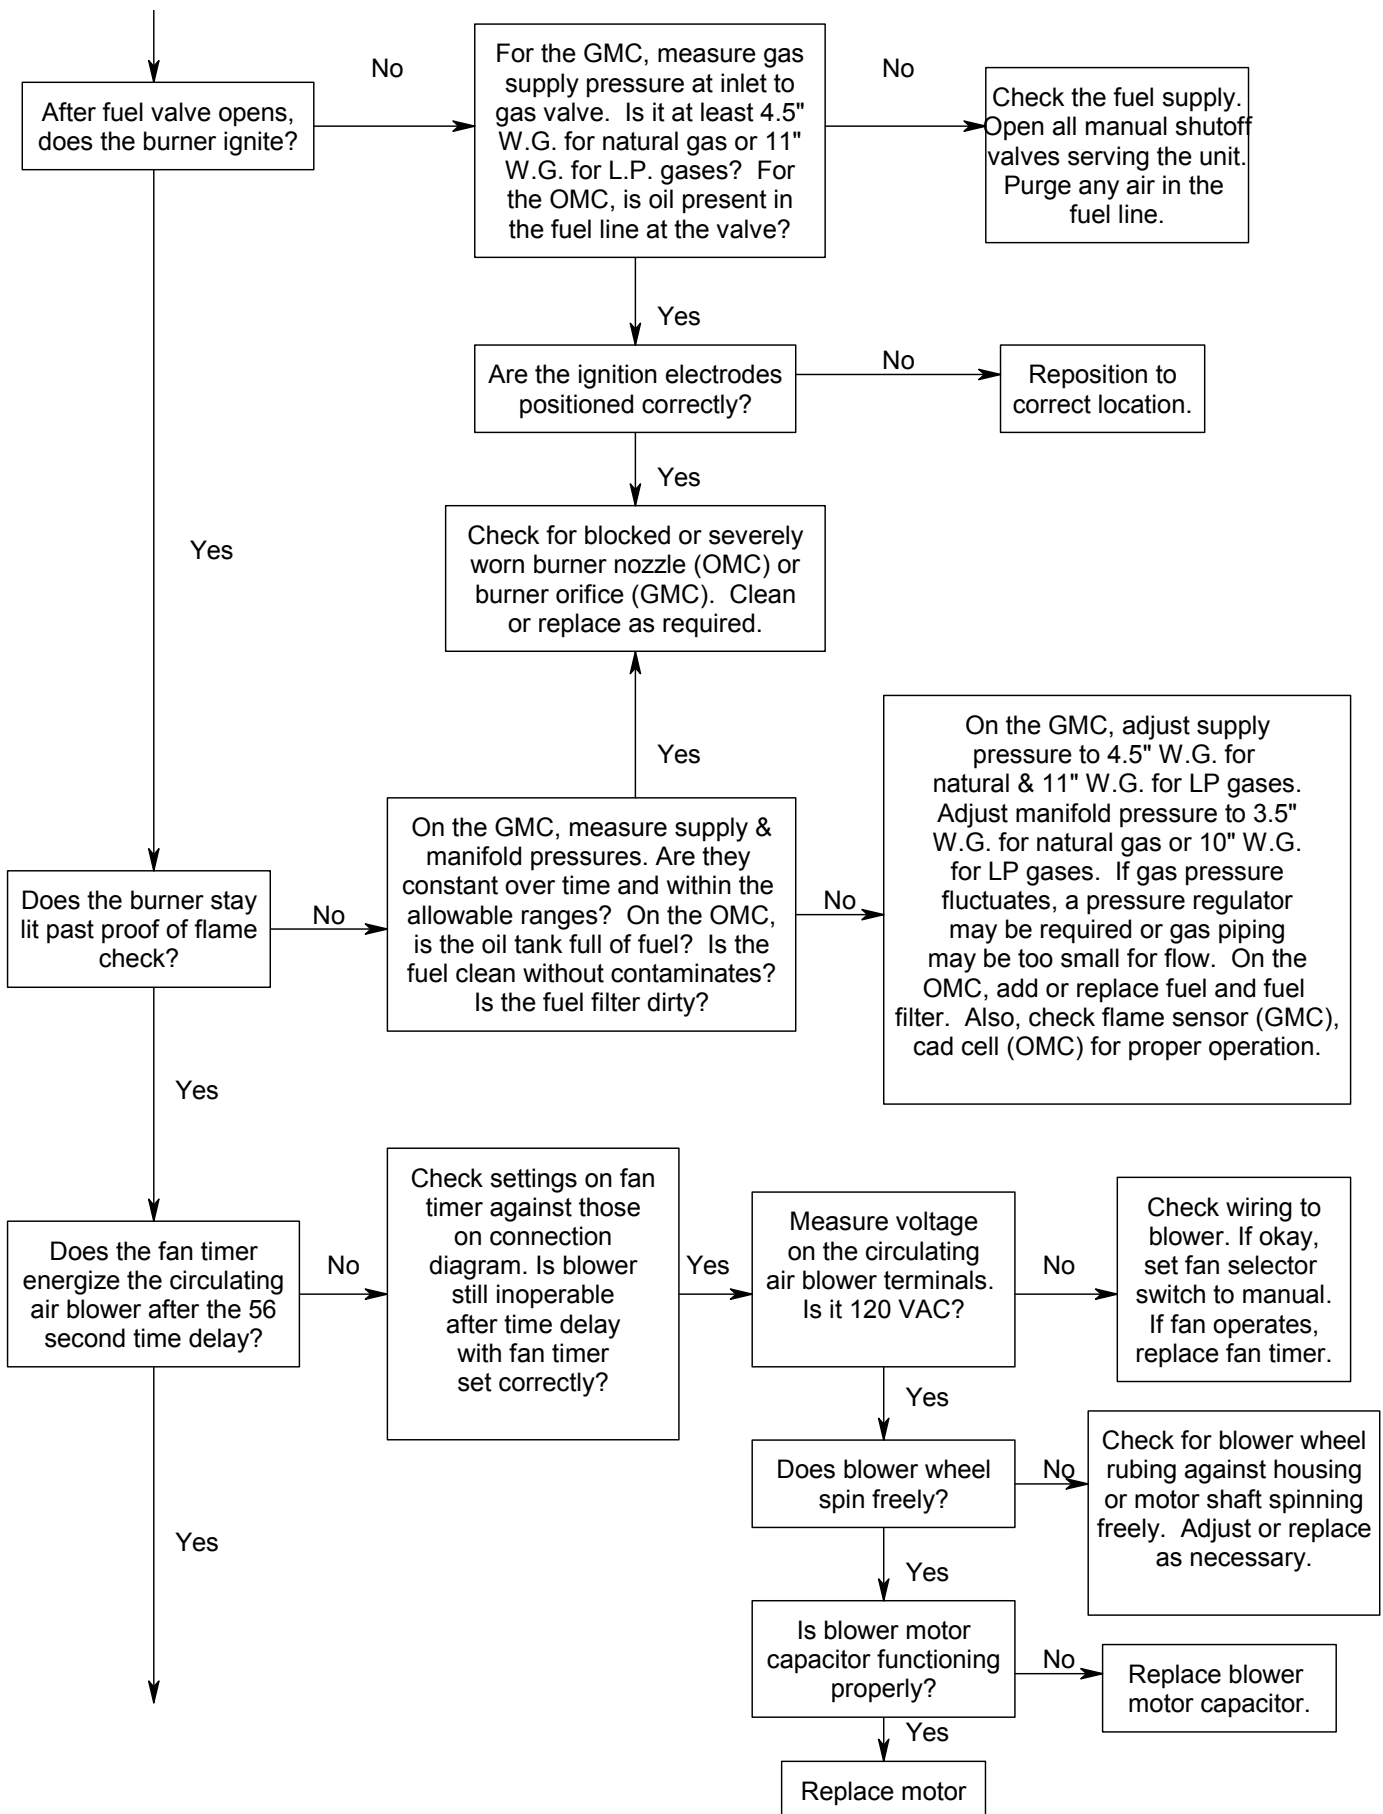 After fuel valve opens,
does the burner ignite?
No
For the GMC, measure gas
supply pressure at inlet to
gas valve. Is it at least 4.5"
W.G. for natural gas or 11"
W.G. for L.P. gases? For
the OMC, is oil present in
the fuel line at the valve?
No
Check the fuel supply.
Open all manual shutoff
valves serving the unit.
Purge any air in the
fuel line.
Yes
Are the ignition electrodes
positioned correctly?
No
Reposition to
correct location.
Yes
Check for blocked or severely
worn burner nozzle (OMC) or
burner orifice (GMC). Clean
or replace as required.
Yes
Yes
Does the burner stay
lit past proof of flame
check?
No
On the GMC, measure supply &
manifold pressures. Are they
constant over time and within the
allowable ranges? On the OMC,
is the oil tank full of fuel? Is the
fuel clean without contaminates?
Is the fuel filter dirty?
No
On the GMC, adjust supply
pressure to 4.5" W.G. for
natural & 11" W.G. for LP gases.
Adjust manifold pressure to 3.5"
W.G. for natural gas or 10" W.G.
for LP gases. If gas pressure
fluctuates, a pressure regulator
may be required or gas piping
may be too small for flow. On the
OMC, add or replace fuel and fuel
filter. Also, check flame sensor (GMC),
cad cell (OMC) for proper operation.
Yes
Does the fan timer
energize the circulating
air blower after the 56
second time delay?
No
Check settings on fan
timer against those
on connection
diagram. Is blower
still inoperable
after time delay
with fan timer
set correctly?
Yes
Measure voltage
on the circulating
air blower terminals.
Is it 120 VAC?
No
Check wiring to
blower. If okay,
set fan selector
switch to manual.
If fan operates,
replace fan timer.
Yes
Does blower wheel
spin freely?
No
Check for blower wheel
rubing against housing
or motor shaft spinning
freely. Adjust or replace
as necessary.
Yes
Yes
Is blower motor
capacitor functioning
properly?
No
Replace blower
motor capacitor.
Yes
Replace motor